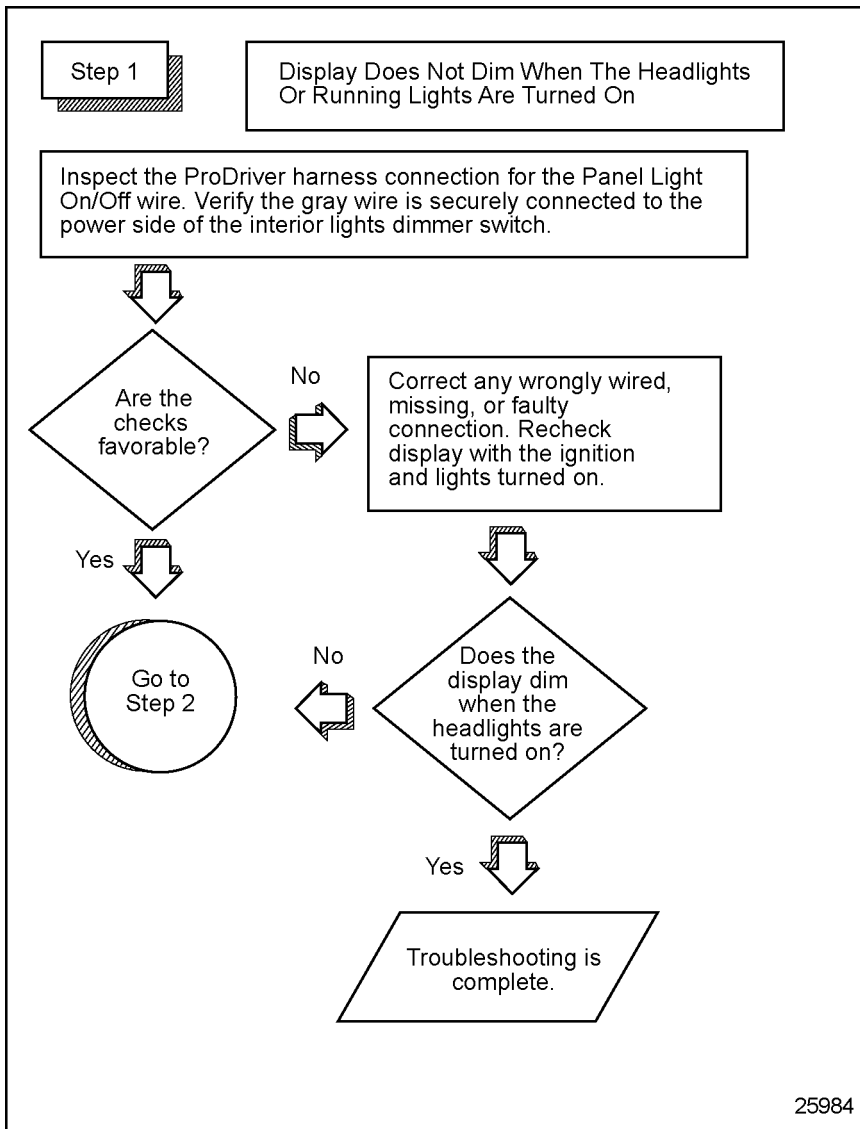 Step 1
Display Does Not Dim When The Headlights
Or Running Lights Are Turned On
Inspect the ProDriver harness connection for the Panel Light
On/Off wire. Verify the gray wire is securely connected to the
power side of the interior lights dimmer switch.
Are the
checks
favorable?
No
Correct any wrongly wired,
missing, or faulty
connection. Recheck
display with the ignition
and lights turned on.
Yes
Go to
Step 2
No
Does the
display dim
when the
headlights are
turned on?
Yes
Troubleshooting is
complete.
25984